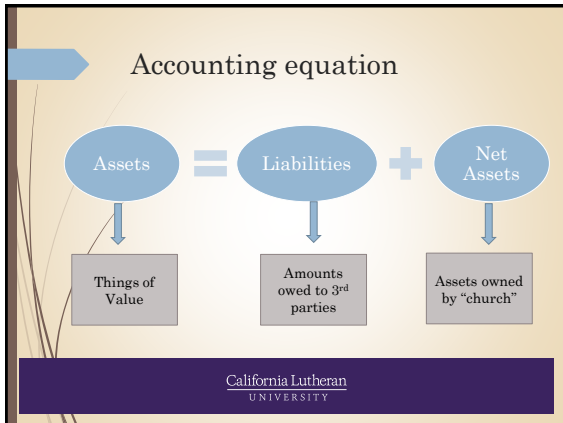 Accounting equation
Assets
=
Liabilities
+
Net
Assets
Things of
Value
Amounts
owed to 3rd
parties
Assets owned
by “church”
California Lutheran
UNIVERSITY